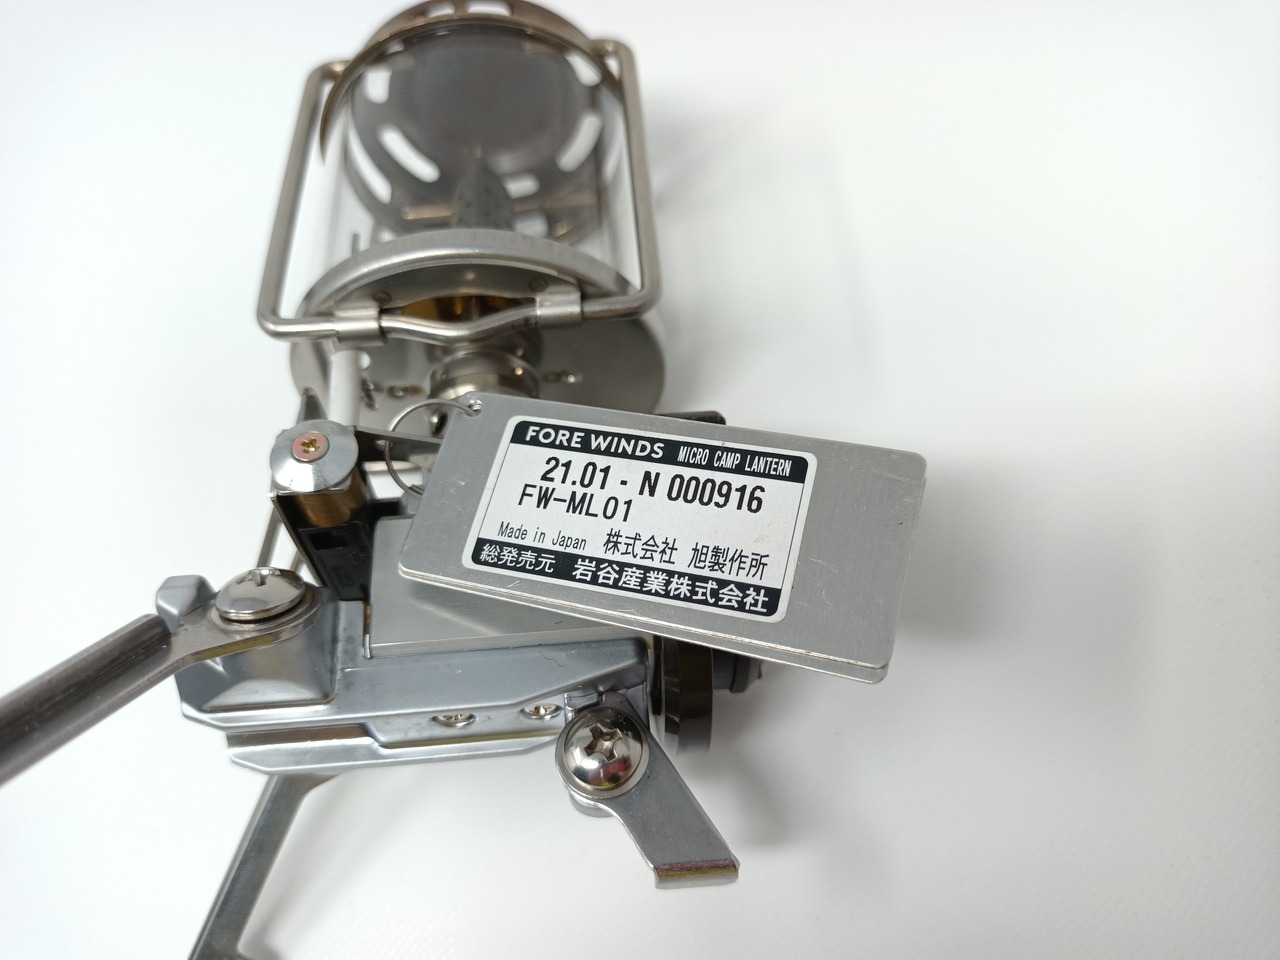 FORE WINDS MICRO CAMP LANTERN
21.01 - N 000916
FW-ML01
Made in Japan 株式会社 旭製作所
総発売元 岩谷産業株式会社